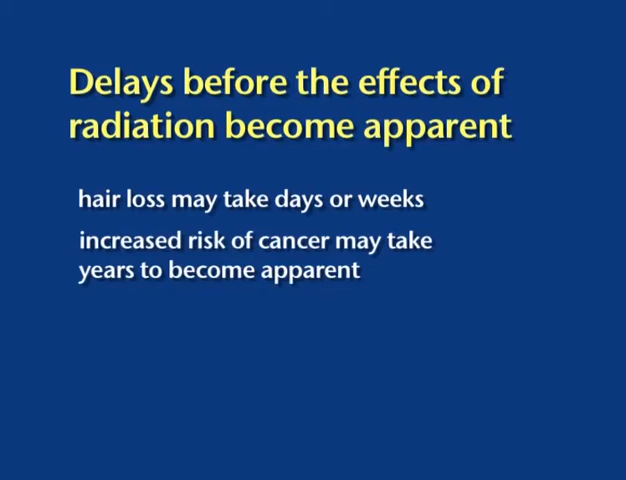 Delays before the effects of
radiation become apparent
hair loss may take days or weeks
increased risk of cancer may take
years to become apparent